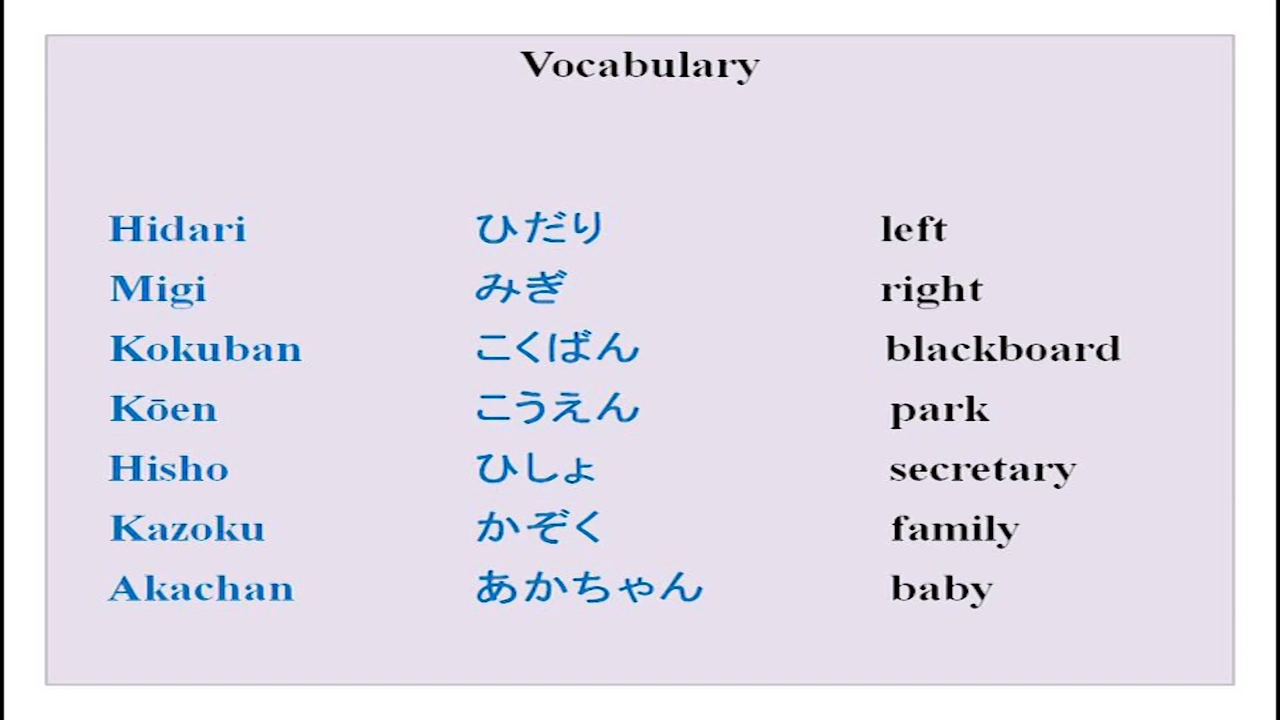 Vocabulary
Hidari ひだり left
Migi みぎ right
Kokuban こくばん blackboard
Kōen こうえん park
Hisho ひしょ secretary
Kazoku かぞく family
Akachan あかちゃん baby